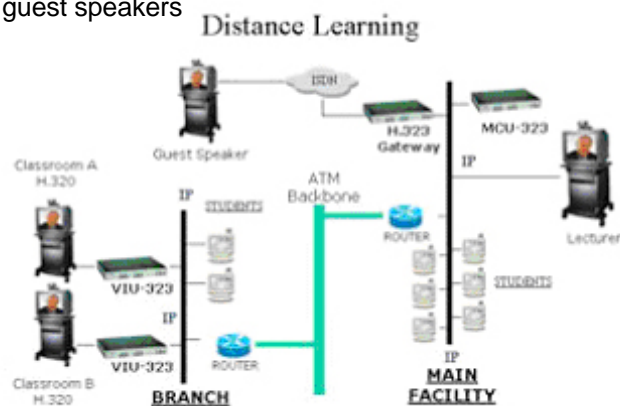 guest speakers
Distance Learning
ISDN
H.323
Gateway
MCU-323
Guest Speaker
IP
Classroom A
H.320
ATM
Backbone
IP
STUDENTS
ROUTER
Lecturer
VIU-323
STUDENTS
IP
VIU-323
ROUTER
IP
Classroom B
H.320
BRANCH
MAIN
FACILITY